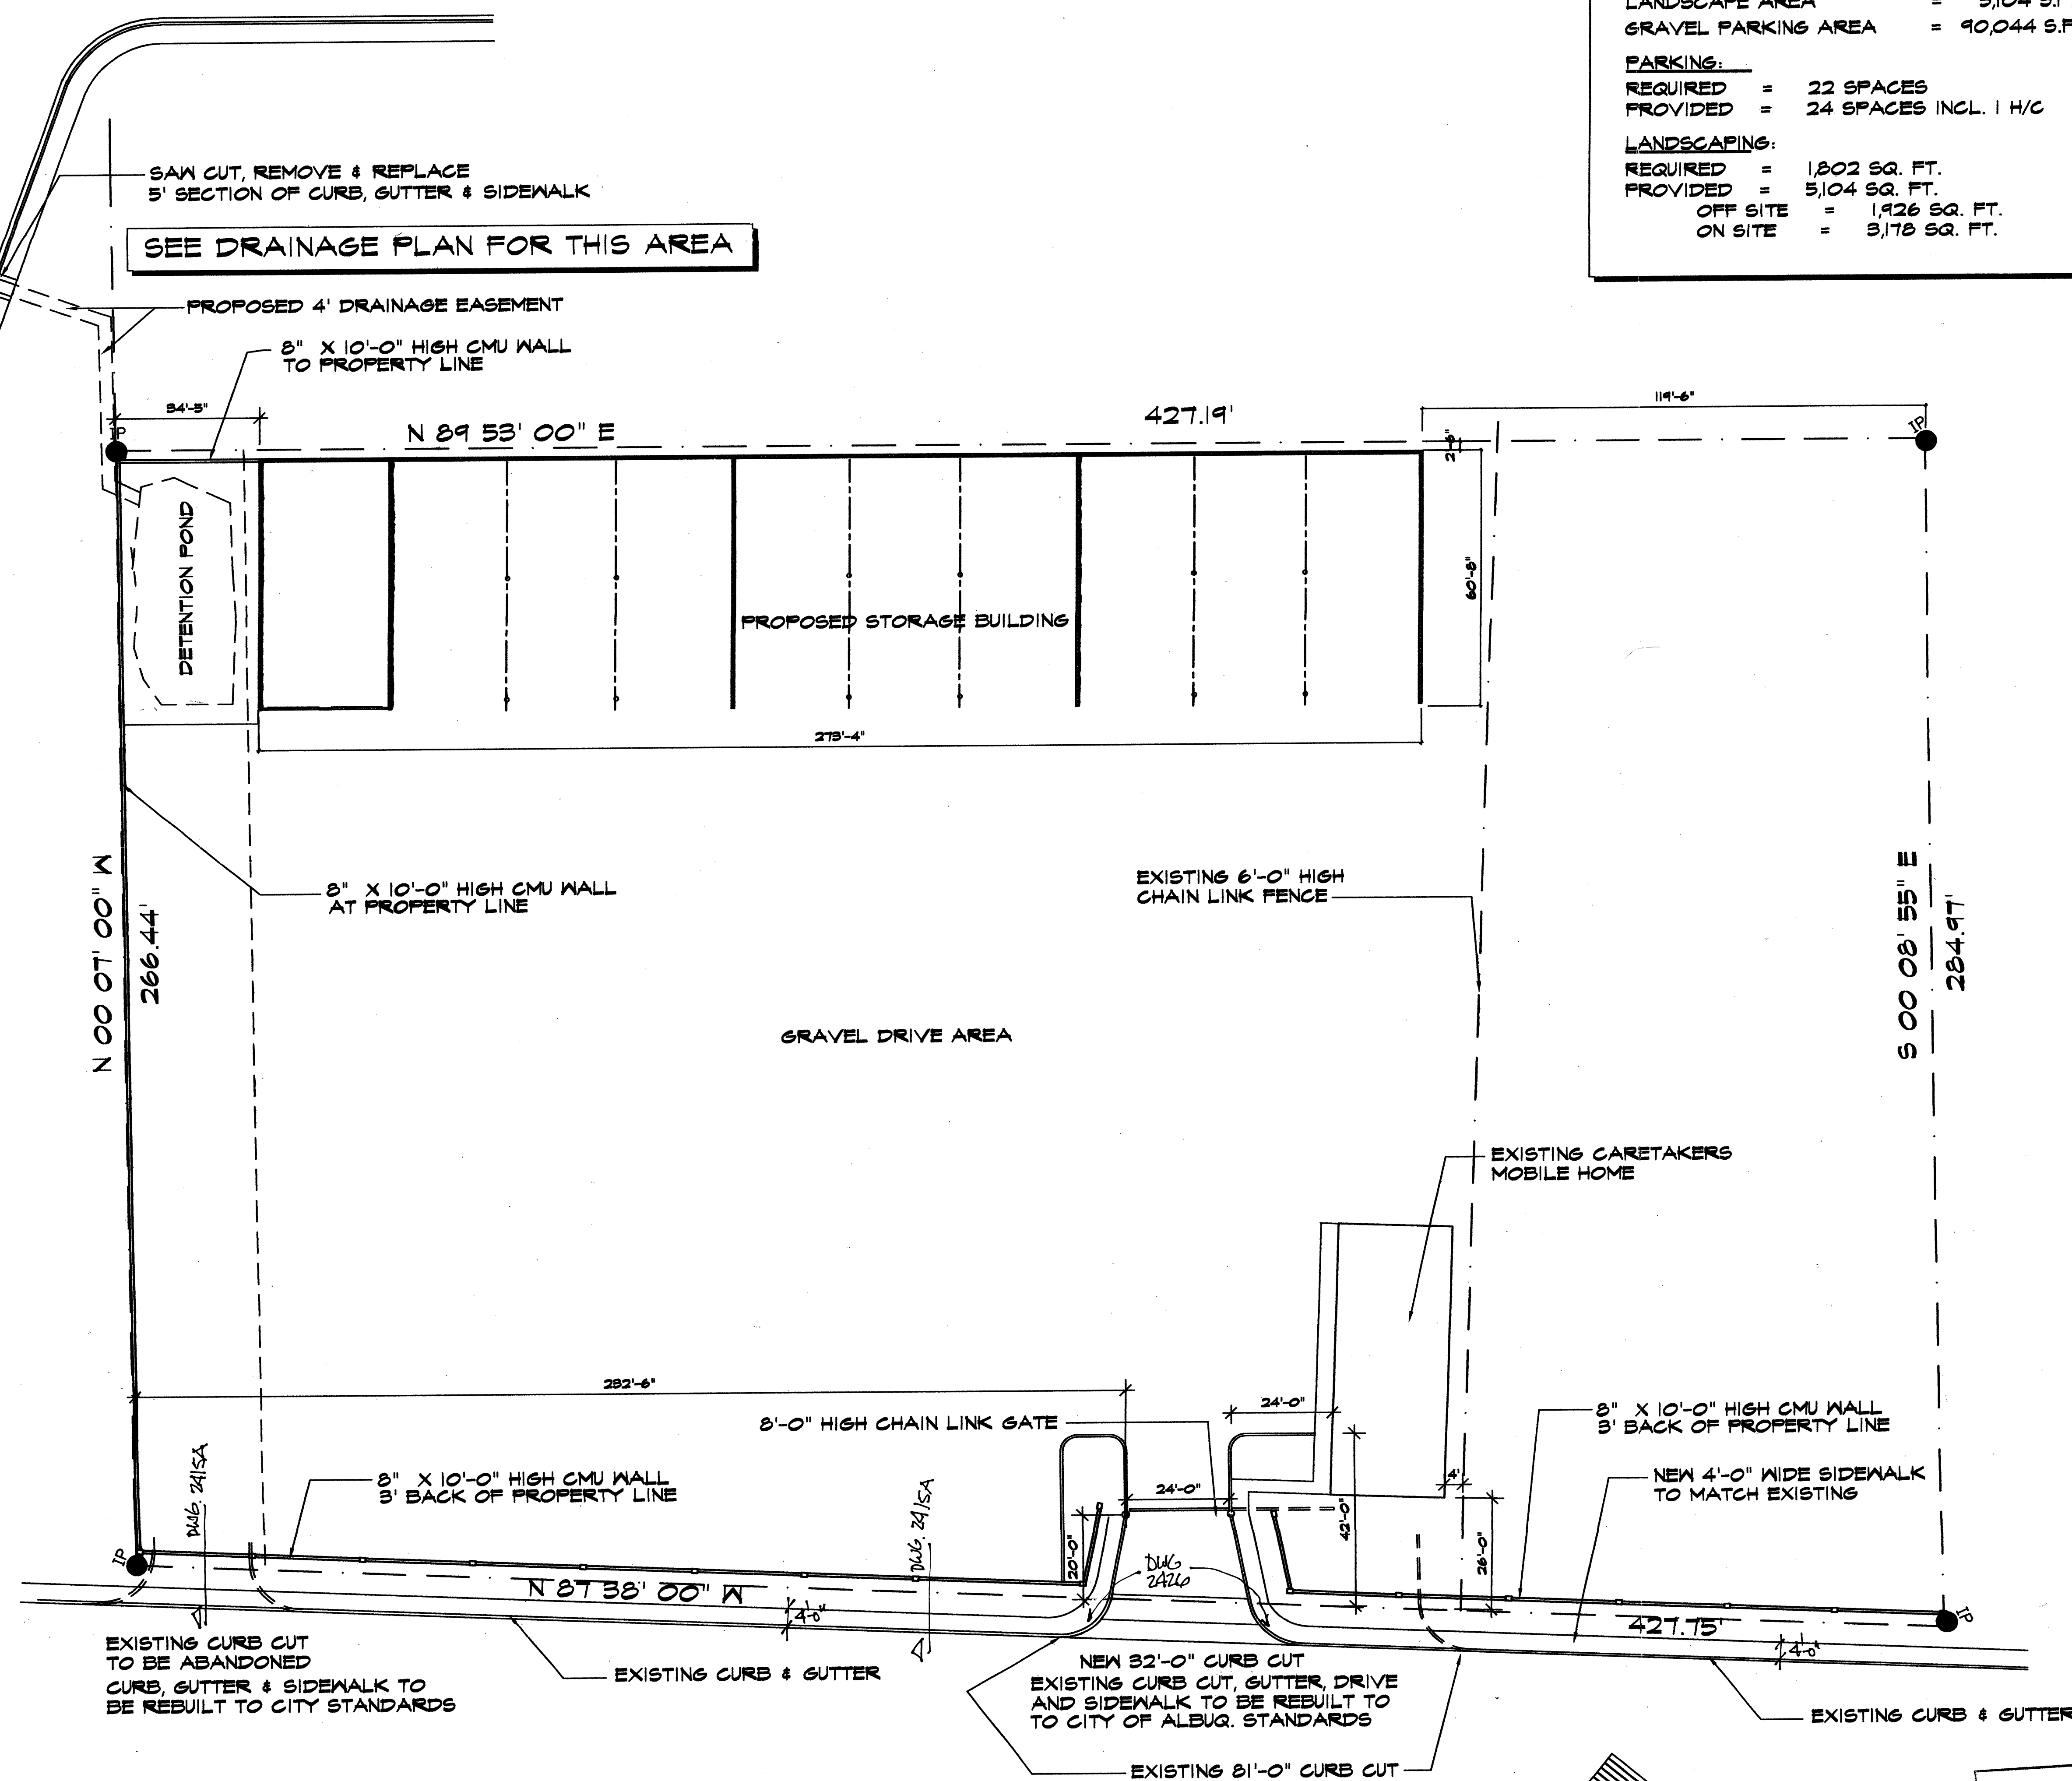 LANDSCAPE AREA = 5,104 S.F
GRAVEL PARKING AREA = 90,044 S.F
PARKING:
REQUIRED = 22 SPACES
PROVIDED = 24 SPACES INCL. 1 H/C
LANDSCAPING:
REQUIRED = 1,802 SQ. FT.
PROVIDED = 5,104 SQ. FT.
OFF SITE = 1,926 SQ. FT.
ON SITE = 3,178 SQ. FT.
SAW CUT, REMOVE & REPLACE
5' SECTION OF CURB, GUTTER & SIDEWALK
SEE DRAINAGE PLAN FOR THIS AREA
PROPOSED 4' DRAINAGE EASEMENT
8" X 10'-0" HIGH CMU WALL
TO PROPERTY LINE
34'-5"
N 89 53' 00" E
427.19'
119'-6"
IP
IP
2'-6"
DETENTION POND
PROPOSED STORAGE BUILDING
60'-8"
273'-4"
N 00 07' 00" W
266.44'
8" X 10'-0" HIGH CMU WALL
AT PROPERTY LINE
EXISTING 6'-0" HIGH
CHAIN LINK FENCE
S 00 08' 55" E
284.97'
GRAVEL DRIVE AREA
EXISTING CARETAKERS
MOBILE HOME
232'-6"
8'-0" HIGH CHAIN LINK GATE
24'-0"
8" X 10'-0" HIGH CMU WALL
3' BACK OF PROPERTY LINE
DWG. 2415A
8" X 10'-0" HIGH CMU WALL
3' BACK OF PROPERTY LINE
DWG. 2415A
24'-0"
4'
NEW 4'-0" WIDE SIDEWALK
TO MATCH EXISTING
20'-0"
42'-0"
26'-0"
DWG
2426
IP
N 87 38' 00" W
4'-0"
427.75'
4'-0"
IP
EXISTING CURB CUT
TO BE ABANDONED
CURB, GUTTER & SIDEWALK TO
BE REBUILT TO CITY STANDARDS
EXISTING CURB & GUTTER
NEW 32'-0" CURB CUT
EXISTING CURB CUT, GUTTER, DRIVE
AND SIDEWALK TO BE REBUILT TO
TO CITY OF ALBUQ. STANDARDS
EXISTING CURB & GUTTER
EXISTING 81'-0" CURB CUT